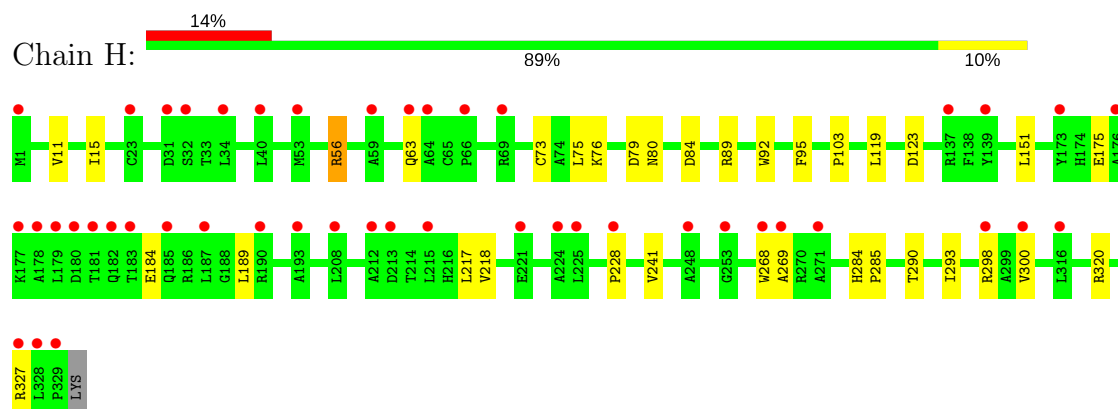 14%
Chain H:
89% 10%
M1 V11 I15 C23 D31 S32 T33 L34 L40 M53 R56 A59 Q63 A64 C65 P66 R69 C73 A74 L75 K76 D79 N80 D84 R89 W92 F95 P103 L119 D123 R137 F138 Y139 L151 Y173 H174 E175 A176
K177 A178 L179 D180 T181 Q182 T183 E184 Q185 R186 L187 G188 L189 R190 A193 L208 A212 D213 T214 L215 H216 L217 V218 E221 A224 L225 P228 V241 A248 G253 W268 A269 R270 A271 H284 P285 T290 I293 R298 A299 V300 L316 R320
R327 L328 P329 LYS